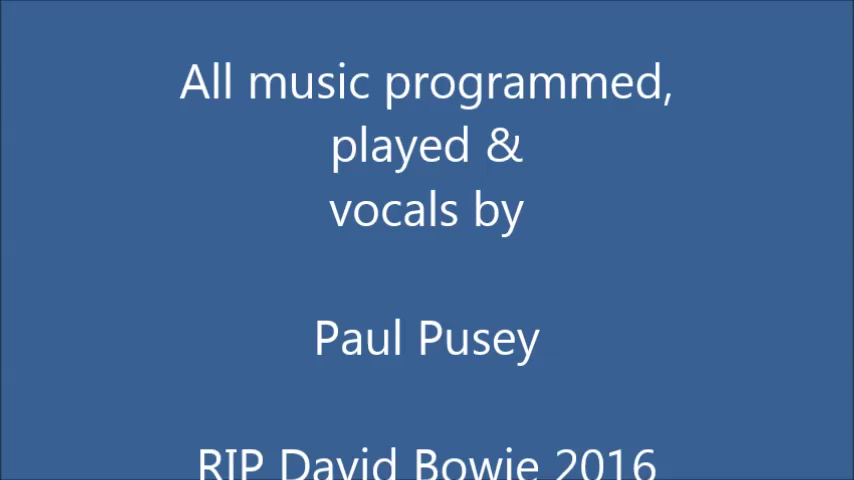 All music programmed,
played &
vocals by
Paul Pusey
RIP David Bowie 2016